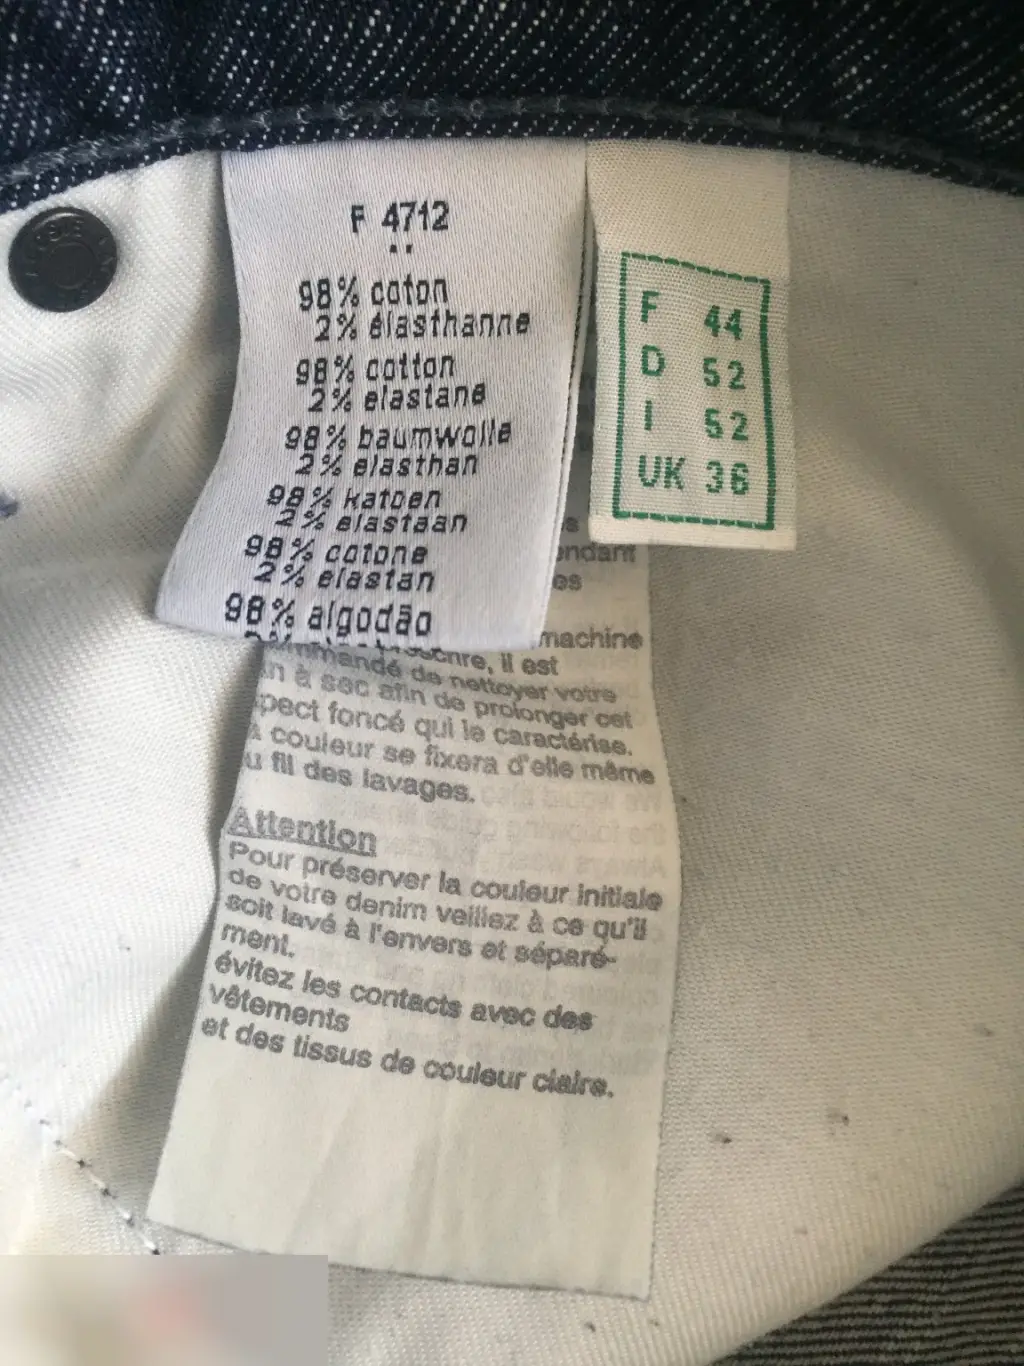 F 4712
98% coton
2% élasthanne
98% cotton
2% elastane
98% baumwolle
2% elasthan
98% katoen
2% elastaan
98% cotone
2% elastan
98% algodão
F 44
D 52
I 52
UK 36
machine
il est
de nettoyer votre
à sec afin de prolonger cet
foncé qui le caractérise.
couleur se fixera d'elle même
fil des lavages.
Attention
Pour préserver la couleur initiale
de votre denim veillez à ce qu'il
soit lavé à l'envers et séparé-
ment.
évitez les contacts avec des
vêtements
et des tissus de couleur claire.